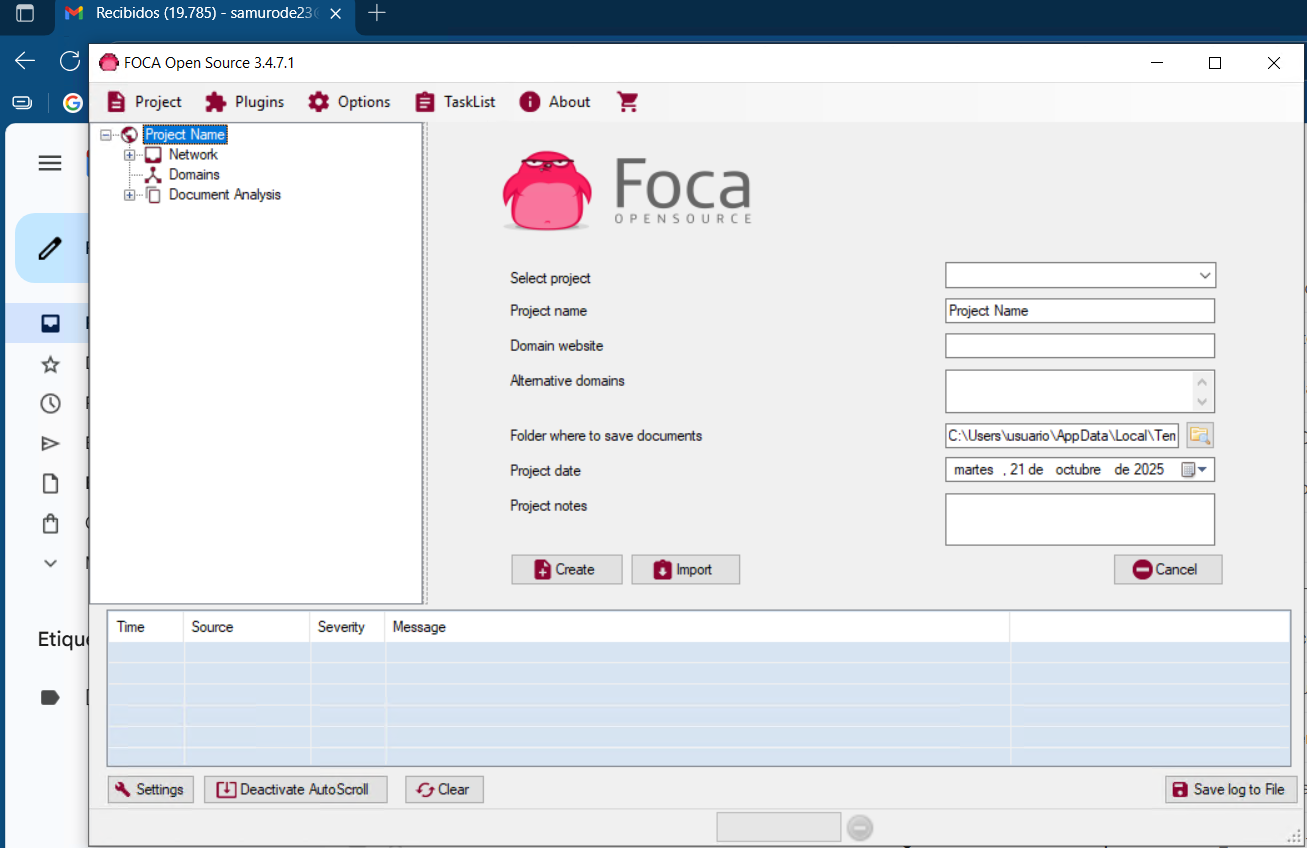 Recibidos (19.785) - samurode23
FOCA Open Source 3.4.7.1
Project Plugins Options TaskList About
Project Name
Network
Domains
Document Analysis
Foca
OPENSOURCE
Select project
Project name Project Name
Domain website
Alternative domains
Folder where to save documents C:\Users\usuario\AppData\Local\Ten
Project date martes , 21 de octubre de 2025
Project notes
Create Import Cancel
Etique
Time Source Severity Message
Settings Deactivate AutoScroll Clear Save log to File